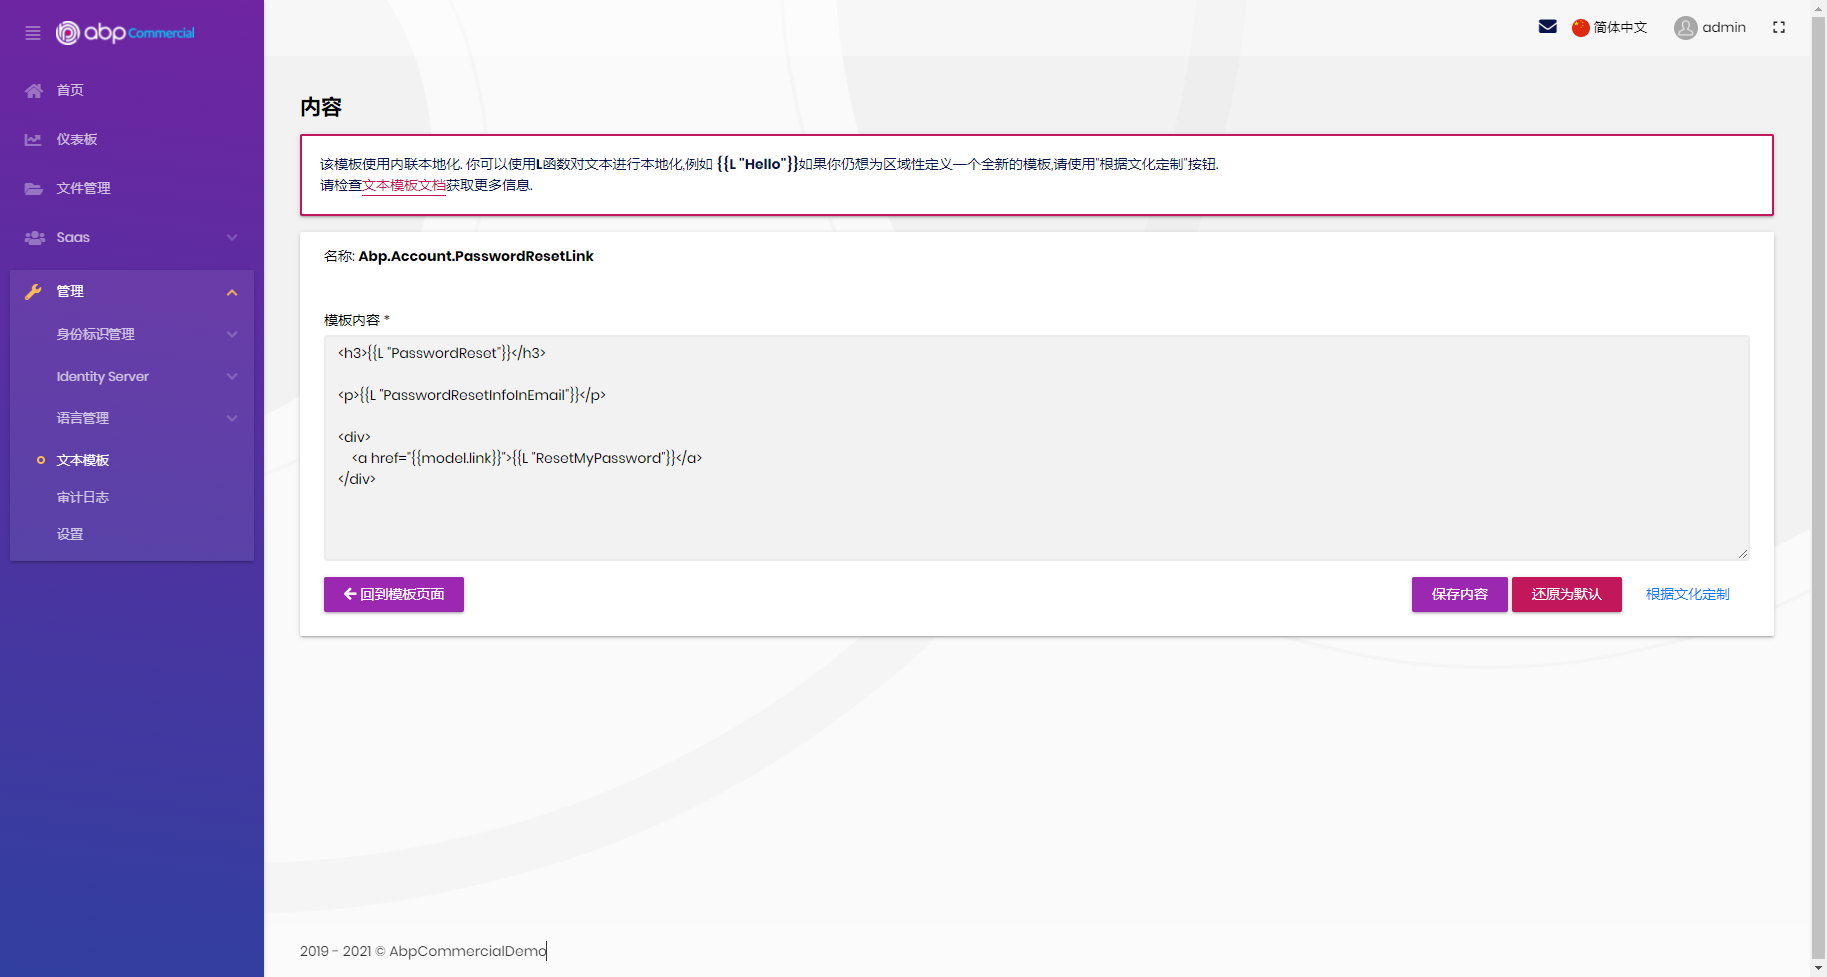 abp Commercial
简体中文
admin
首页
仪表板
文件管理
Saas
管理
身份标识管理
Identity Server
语言管理
文本模板
审计日志
设置
内容
该模板使用内联本地化. 你可以使用L函数对文本进行本地化,例如 {{L "Hello"}}如果你仍想为区域性定义一个全新的模板,请使用"根据文化定制"按钮.
请检查文本模板文档获取更多信息.
名称: Abp.Account.PasswordResetLink
模板内容 *
<h3>{{L "PasswordReset"}}</h3>
<p>{{L "PasswordResetInfoInEmail"}}</p>
<div>
<a href="{{model.link}}">{{L "ResetMyPassword"}}</a>
</div>
回到模板页面
保存内容
还原为默认
根据文化定制
2019 - 2021 © AbpCommercialDemo